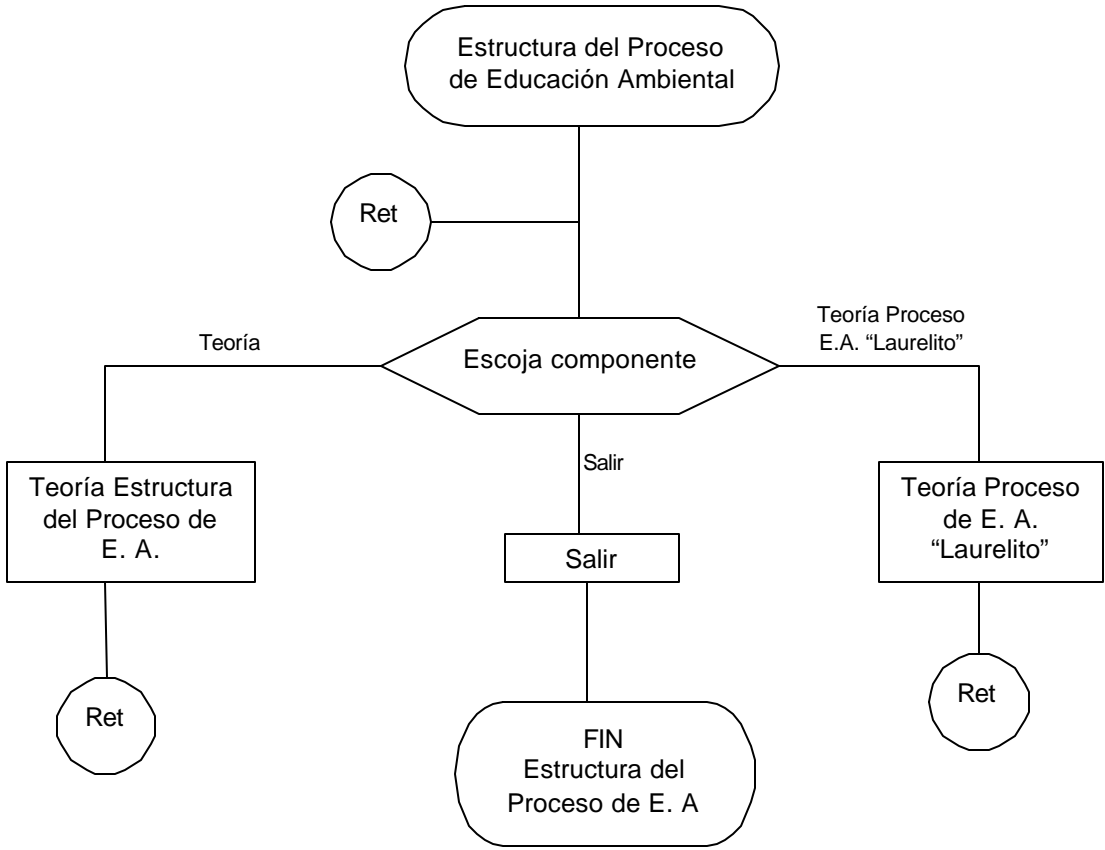 Estructura del Proceso
de Educación Ambiental
Ret
Teoría
Escoja componente
Teoría Proceso
E.A. “Laurelito”
Salir
Teoría Estructura
del Proceso de
E. A.
Salir
Teoría Proceso
de E. A.
“Laurelito”
Ret
FIN
Estructura del
Proceso de E. A
Ret